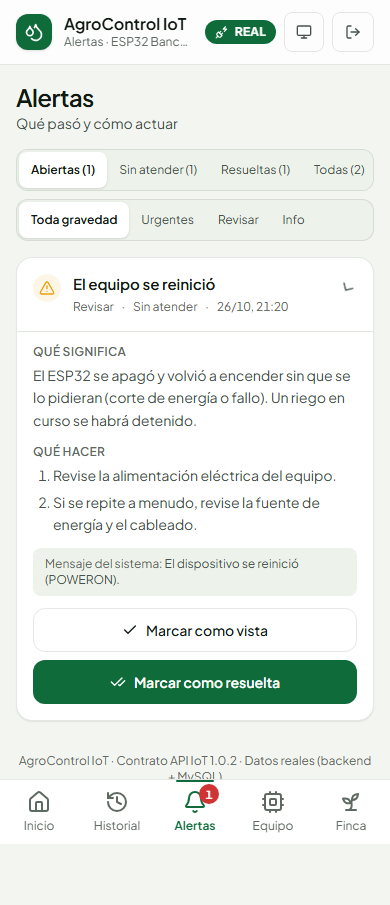 AgroControl IoT
Alertas · ESP32 Banc...
REAL
Alertas
Qué pasó y cómo actuar
Abiertas (1)
Sin atender (1)
Resueltas (1)
Todas (2)
Toda gravedad
Urgentes
Revisar
Info
El equipo se reinició
Revisar · Sin atender · 26/10, 21:20
QUÉ SIGNIFICA
El ESP32 se apagó y volvió a encender sin que se
lo pidieran (corte de energía o fallo). Un riego en
curso se habrá detenido.
QUÉ HACER
1. Revise la alimentación eléctrica del equipo.
2. Si se repite a menudo, revise la fuente de
energía y el cableado.
Mensaje del sistema: El dispositivo se reinició
(POWERON).
Marcar como vista
Marcar como resuelta
AgroControl IoT · Contrato API IoT 1.0.2 · Datos reales (backend
+ MySQL)
1
Inicio
Historial
Alertas
Equipo
Finca